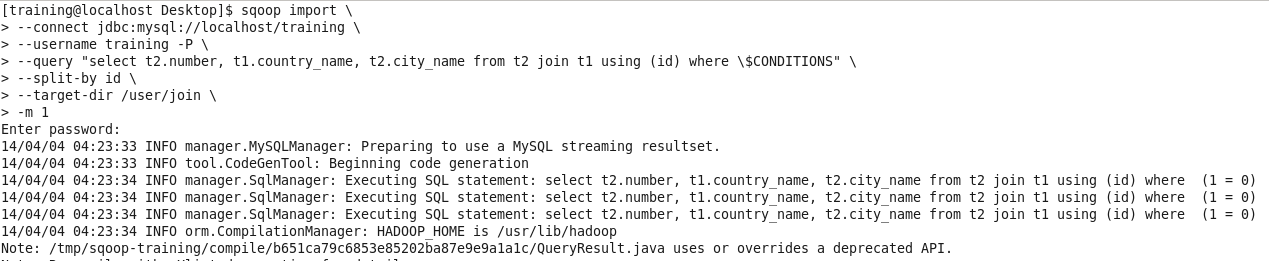 [training@localhost Desktop]$ sqoop import \
> --connect jdbc:mysql://localhost/training \
> --username training -P \
> --query "select t2.number, t1.country_name, t2.city_name from t2 join t1 using (id) where \$CONDITIONS" \
> --split-by id \
> --target-dir /user/join \
> -m 1
Enter password:
14/04/04 04:23:33 INFO manager.MySQLManager: Preparing to use a MySQL streaming resultset.
14/04/04 04:23:33 INFO tool.CodeGenTool: Beginning code generation
14/04/04 04:23:34 INFO manager.SqlManager: Executing SQL statement: select t2.number, t1.country_name, t2.city_name from t2 join t1 using (id) where  (1 = 0)
14/04/04 04:23:34 INFO manager.SqlManager: Executing SQL statement: select t2.number, t1.country_name, t2.city_name from t2 join t1 using (id) where  (1 = 0)
14/04/04 04:23:34 INFO manager.SqlManager: Executing SQL statement: select t2.number, t1.country_name, t2.city_name from t2 join t1 using (id) where  (1 = 0)
14/04/04 04:23:34 INFO orm.CompilationManager: HADOOP_HOME is /usr/lib/hadoop
Note: /tmp/sqoop-training/compile/b651ca79c6853e85202ba87e9e9a1a1c/QueryResult.java uses or overrides a deprecated API.